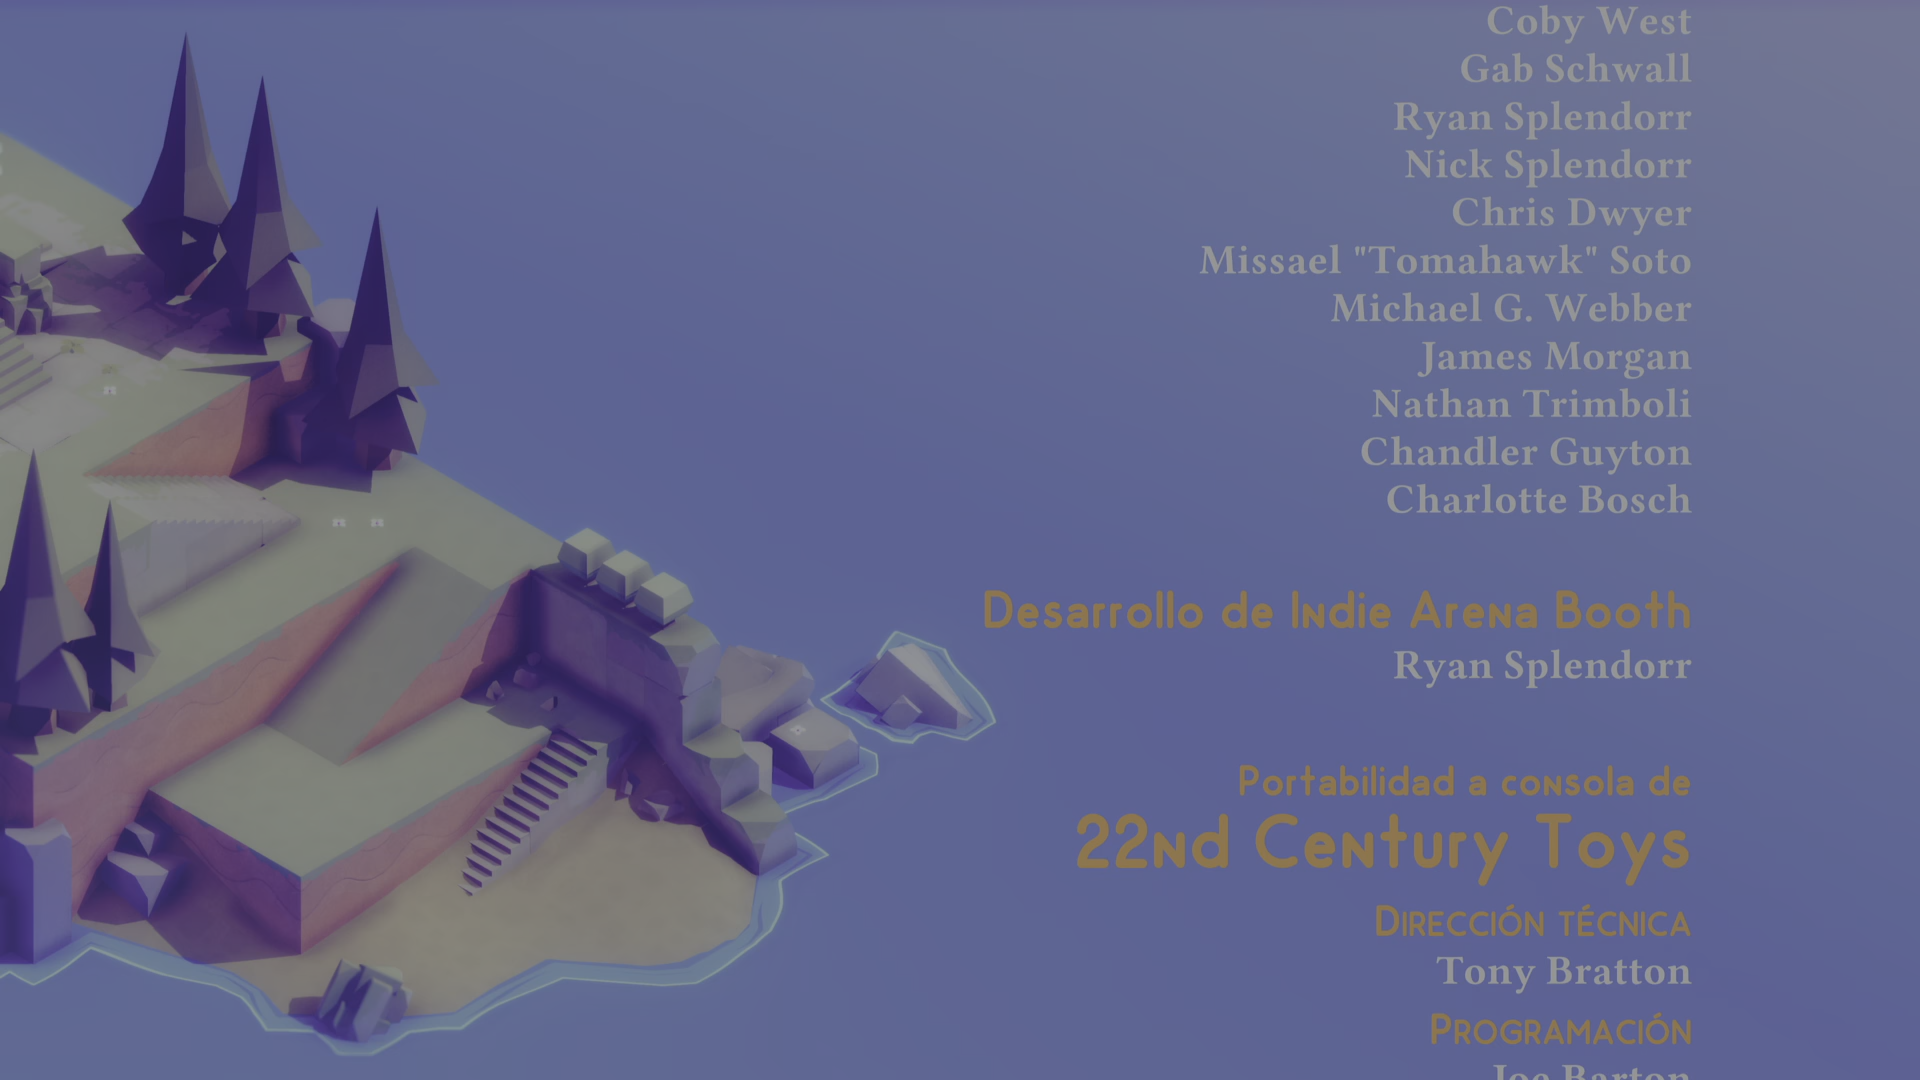 Coby West
Gab Schwall
Ryan Splendorr
Nick Splendorr
Chris Dwyer
Missael "Tomahawk" Soto
Michael G. Webber
James Morgan
Nathan Trimboli
Chandler Guyton
Charlotte Bosch
Desarrollo de Indie Arena Booth
Ryan Splendorr
Portabilidad a consola de
22nd Century Toys
Dirección técnica
Tony Bratton
Programación
Joe Barton